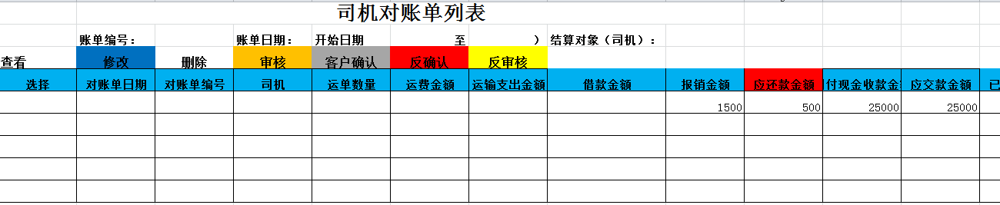 司机对账单列表
账单编号： 账单日期： 开始日期 至 ） 结算对象（司机）：
查看 修改 删除 审核 客户确认 反确认 反审核
选择 对账单日期 对账单编号 司机 运单数量 运费金额 运输支出金额 借款金额 报销金额 应还款金额 付现金收款金 应交款金额 已
1500 500 25000 25000